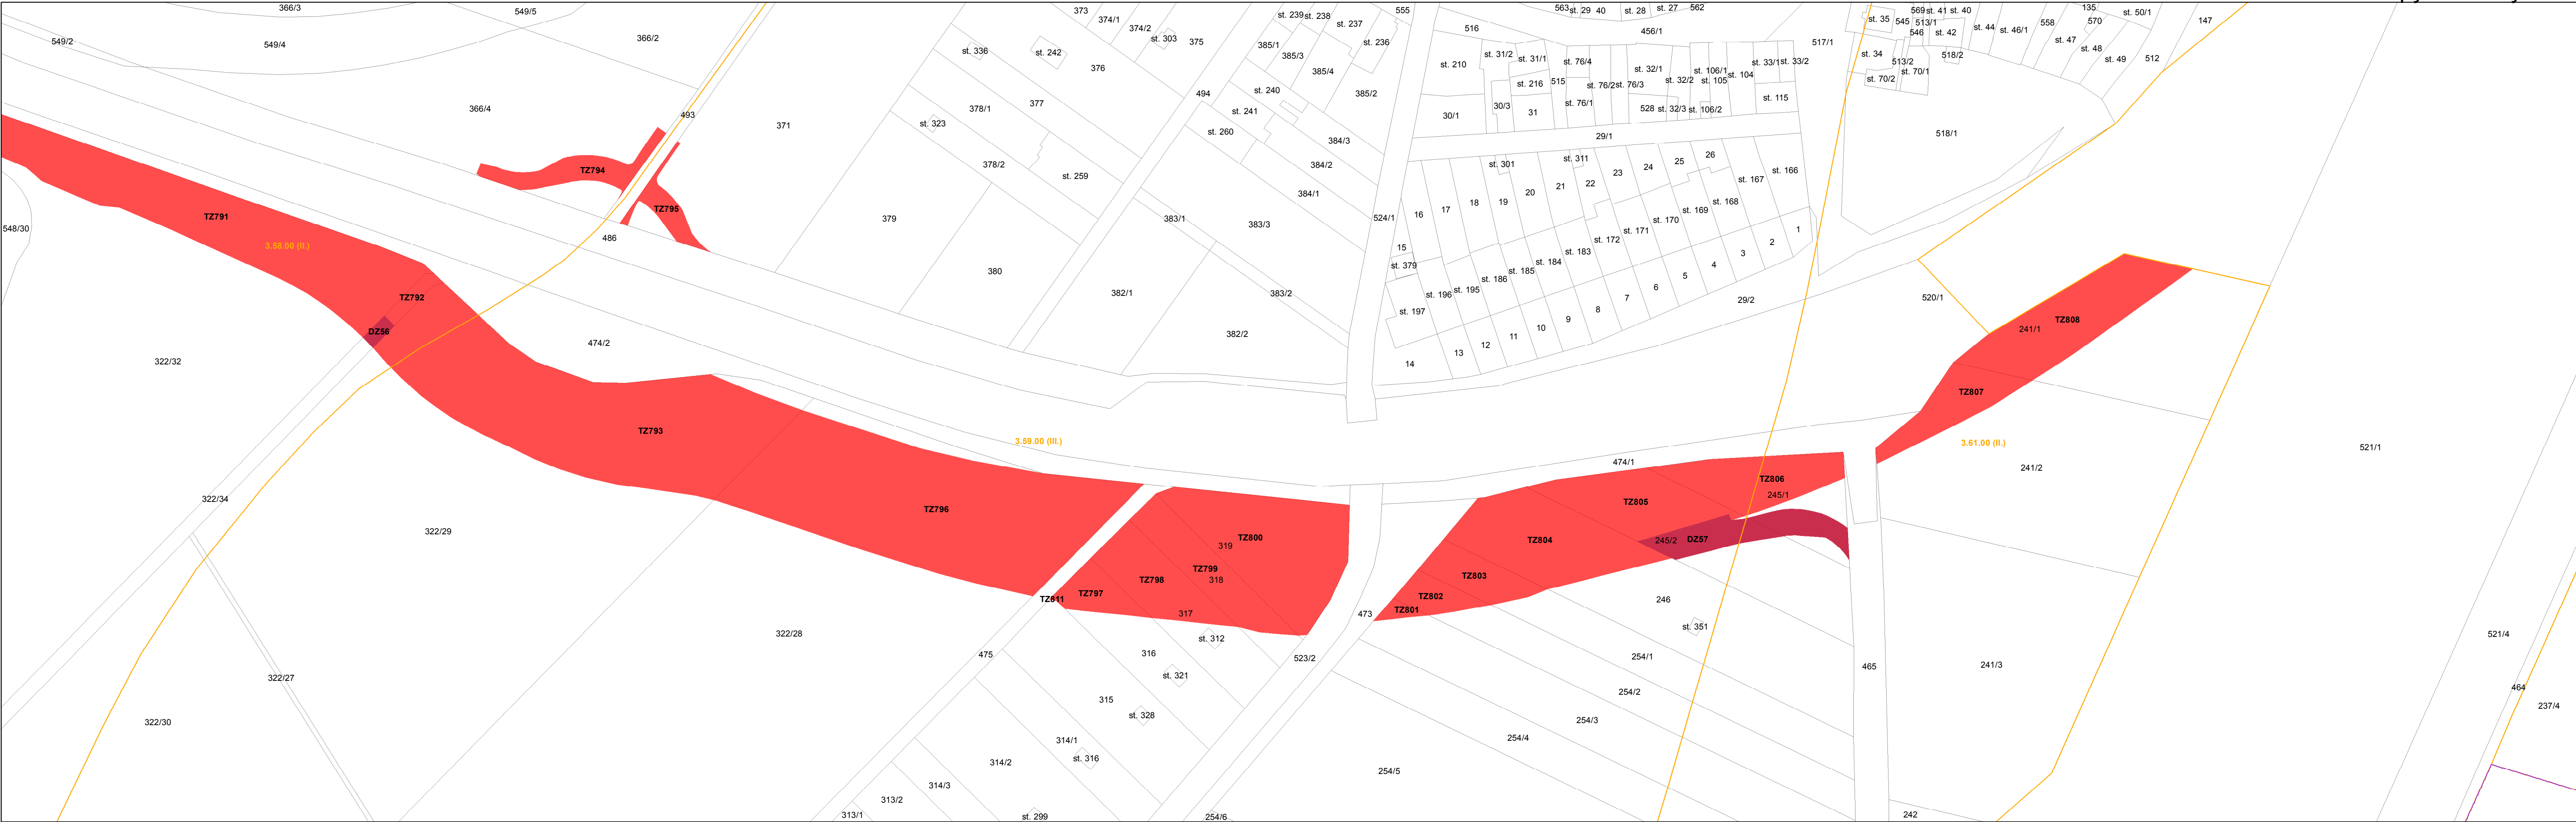 366/3
549/5
549/2
549/4
366/2
366/4
493
371
373
374/1
374/2
st. 303
375
st. 336
st. 242
376
377
378/1
st. 323
378/2
st. 259
379
380
494
st. 239
st. 238
st. 237
st. 236
555
385/1
385/3
385/4
385/2
st. 240
st. 241
st. 260
384/3
384/2
384/1
383/1
383/3
383/2
382/1
382/2
524/1
516
563
st. 29
40
st. 28
st. 27
562
456/1
517/1
st. 210
st. 31/2
st. 31/1
st. 76/4
st. 32/1
st. 106/1
st. 33/1
st. 33/2
st. 216
515
st. 76/2
st. 76/3
st. 32/2
st. 105
st. 104
30/1
30/3
31
st. 76/1
528
st. 32/3
st. 106/2
st. 115
29/1
st. 35
545
569
st. 41
st. 40
513/1
546
st. 42
st. 34
513/2
518/2
st. 70/2
st. 70/1
st. 44
st. 46/1
558
135
570
st. 50/1
147
st. 47
st. 48
st. 49
512
518/1
st. 301
st. 311
26
25
24
23
22
21
20
19
18
17
16
15
st. 166
st. 167
st. 168
st. 169
st. 170
st. 171
st. 172
st. 183
st. 184
st. 185
st. 186
st. 195
st. 196
st. 379
st. 197
1
2
3
4
5
6
7
8
9
10
11
12
13
14
29/2
520/1
TZ794
TZ795
TZ791
548/30
3.58.00 (II.)
486
TZ792
DZ56
322/32
474/2
TZ793
3.59.00 (III.)
TZ808
241/1
TZ807
3.61.00 (II.)
241/2
521/1
474/1
TZ806
245/1
TZ805
TZ796
322/34
322/29
TZ800
319
TZ799
318
TZ798
TZ797
TZ811
317
TZ804
245/2
DZ57
TZ803
TZ802
TZ801
473
246
st. 351
322/28
475
316
st. 312
st. 321
523/2
315
st. 328
254/1
254/2
254/3
254/4
254/5
465
241/3
521/4
464
237/4
322/27
322/30
314/1
st. 316
314/2
314/3
313/2
313/1
st. 299
254/6
242